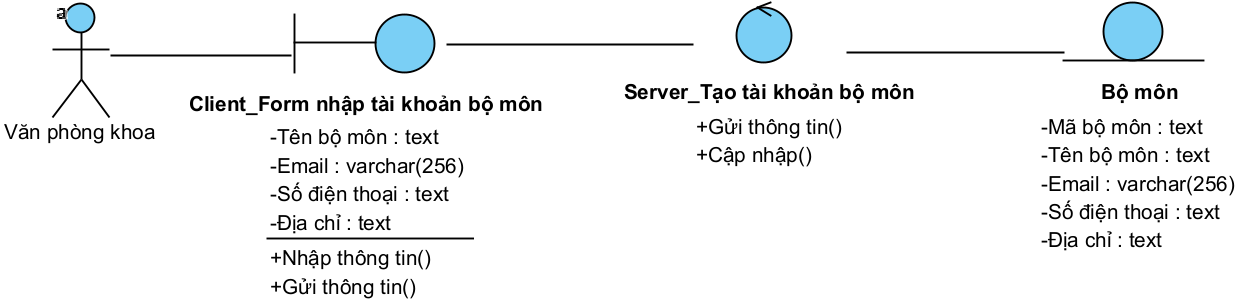 a
Văn phòng khoa
Client_Form nhập tài khoản bộ môn
-Tên bộ môn : text
-Email : varchar(256)
-Số điện thoại : text
-Địa chỉ : text
+Nhập thông tin()
+Gửi thông tin()
Server_Tạo tài khoản bộ môn
+Gửi thông tin()
+Cập nhập()
Bộ môn
-Mã bộ môn : text
-Tên bộ môn : text
-Email : varchar(256)
-Số điện thoại : text
-Địa chỉ : text